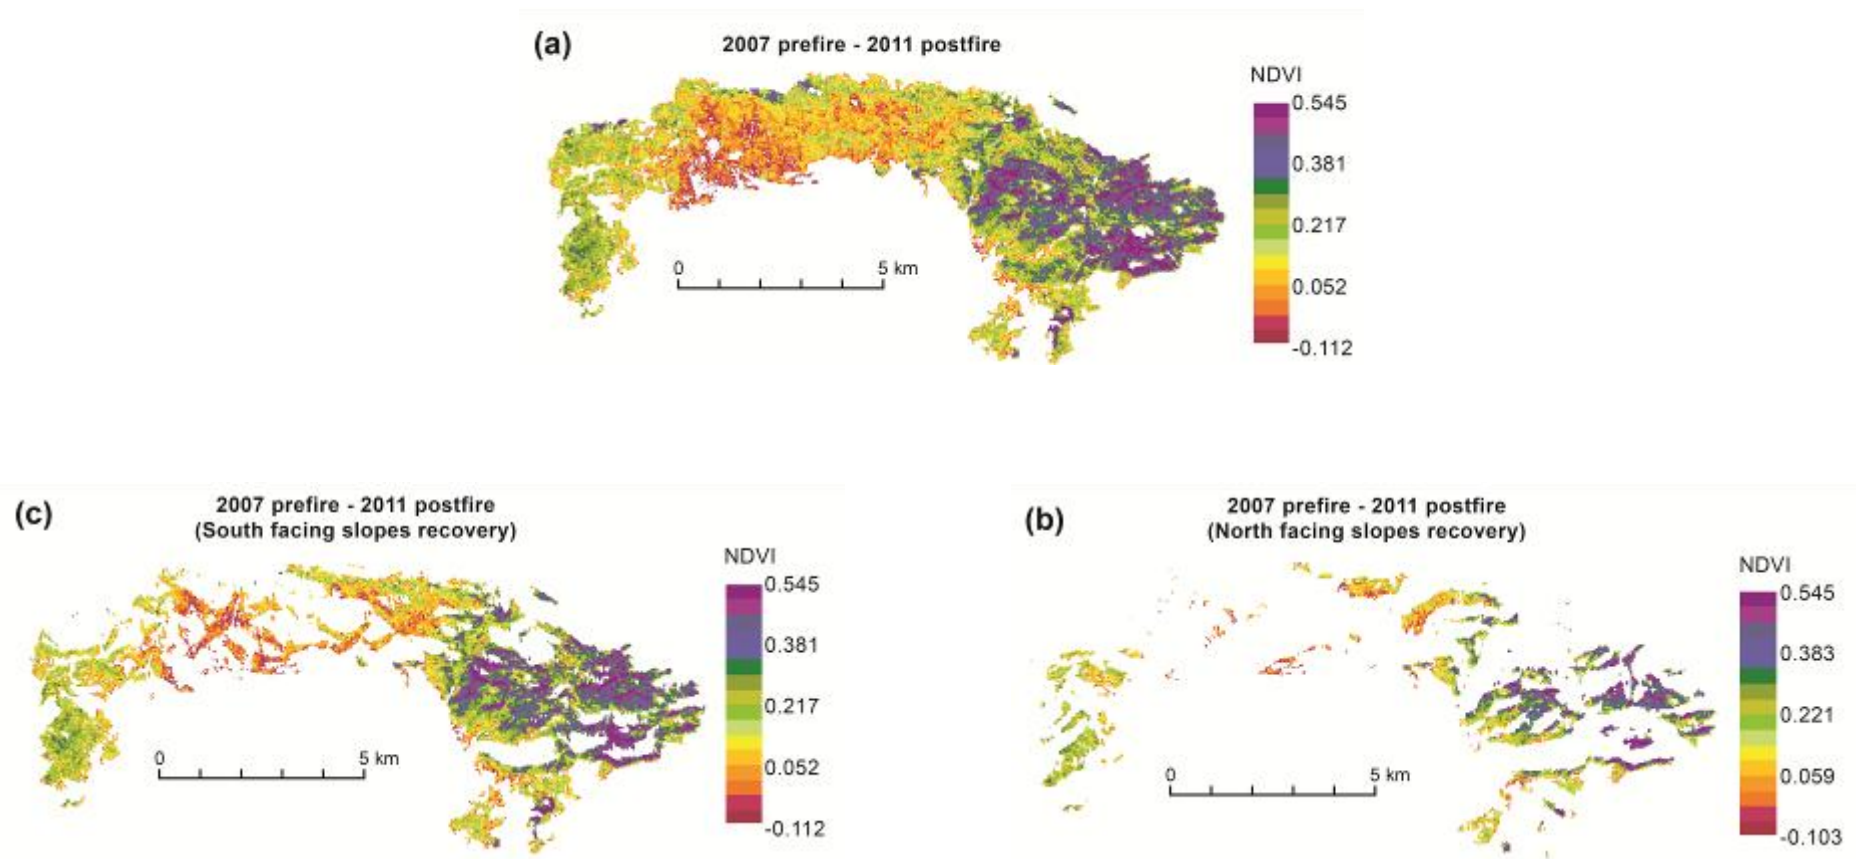 (a)
2007 prefire - 2011 postfire
NDVI
0.545
0.381
0.217
0.052
-0.112
0 5 km
(c)
2007 prefire - 2011 postfire
(South facing slopes recovery)
NDVI
0.545
0.381
0.217
0.052
-0.112
0 5 km
(b)
2007 prefire - 2011 postfire
(North facing slopes recovery)
NDVI
0.545
0.383
0.221
0.059
-0.103
0 5 km